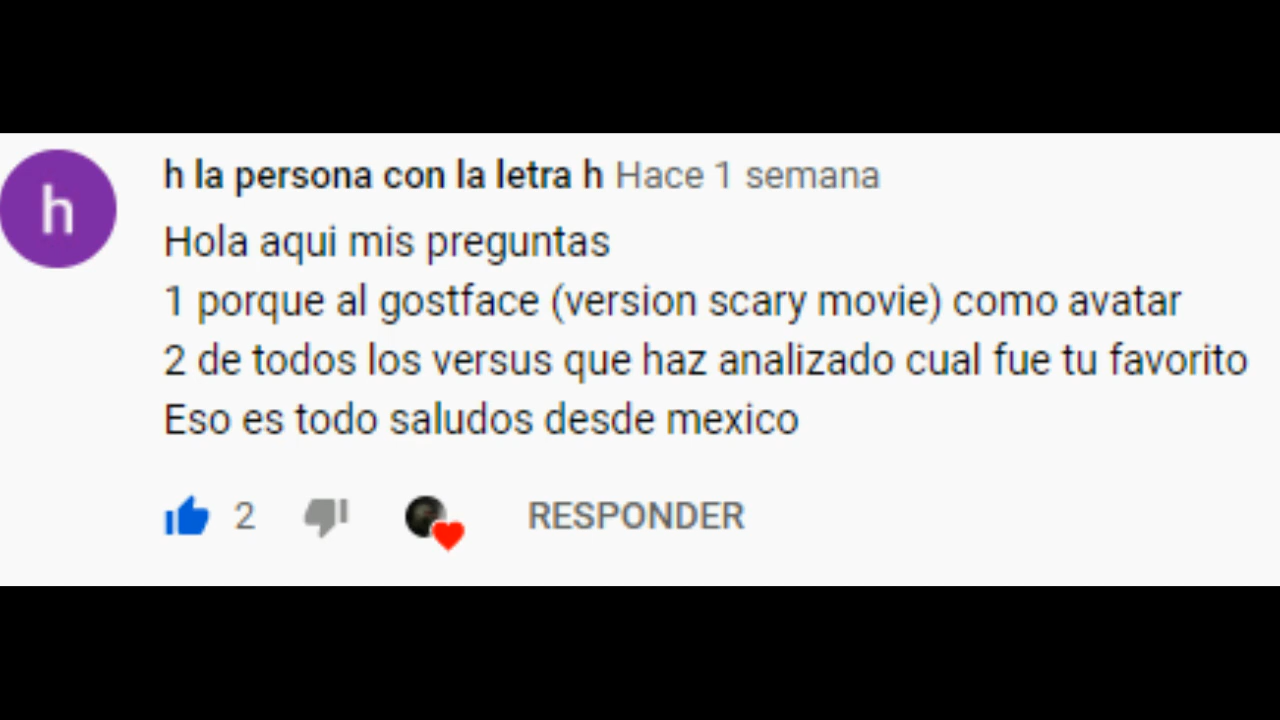 h
h la persona con la letra h Hace 1 semana
Hola aqui mis preguntas
1 porque al gostface (version scary movie) como avatar
2 de todos los versus que haz analizado cual fue tu favorito
Eso es todo saludos desde mexico
2 RESPONDER